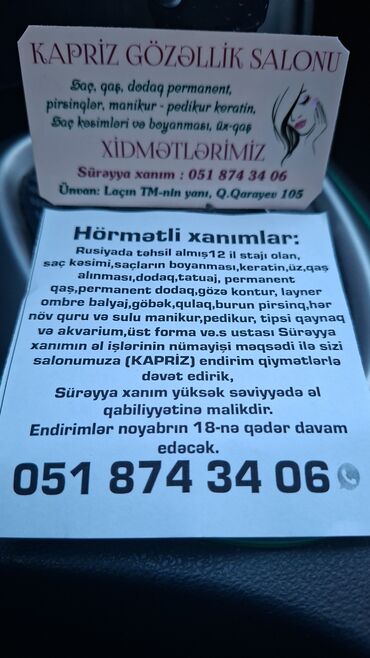 KAPRİZ GÖZƏLLİK SALONU
Saç, qaş, dodaq permanent,
pirsinqlər, manikur - pedikur keratin,
Saç kəsimləri və boyanması, üx-qaş
XİDMƏTLƏRİMİZ
Sürəyya xanım : 051 874 34 06
Ünvan: Laçın TM-nin yanı, Q.Qarayev 105
Hörmətli xanımlar:
Rusiyada təhsil almış12 il stajı olan,
saç kəsimi,saçların boyanması,keratin,üz,qaş
alınması,dodaq,tatuaj, permanent
qaş,permanent dodaq,gözə kontur, layner
ombre balyaj,göbək,qulaq,burun pirsinq,hər
növ quru və sulu manikur,pedikur, tipsi qaynaq
və akvarium,üst forma və.s ustası Sürəyya
xanımın əl işlərinin nümayişi məqsədi ilə sizi
salonumuza (KAPRİZ) endirim qiymətlərlə
dəvət edirik,
Sürəyya xanım yüksək səviyyədə əl
qabiliyyətinə malikdir.
Endirimlər noyabrın 18-nə qədər davam
edəcək.
051 874 34 06